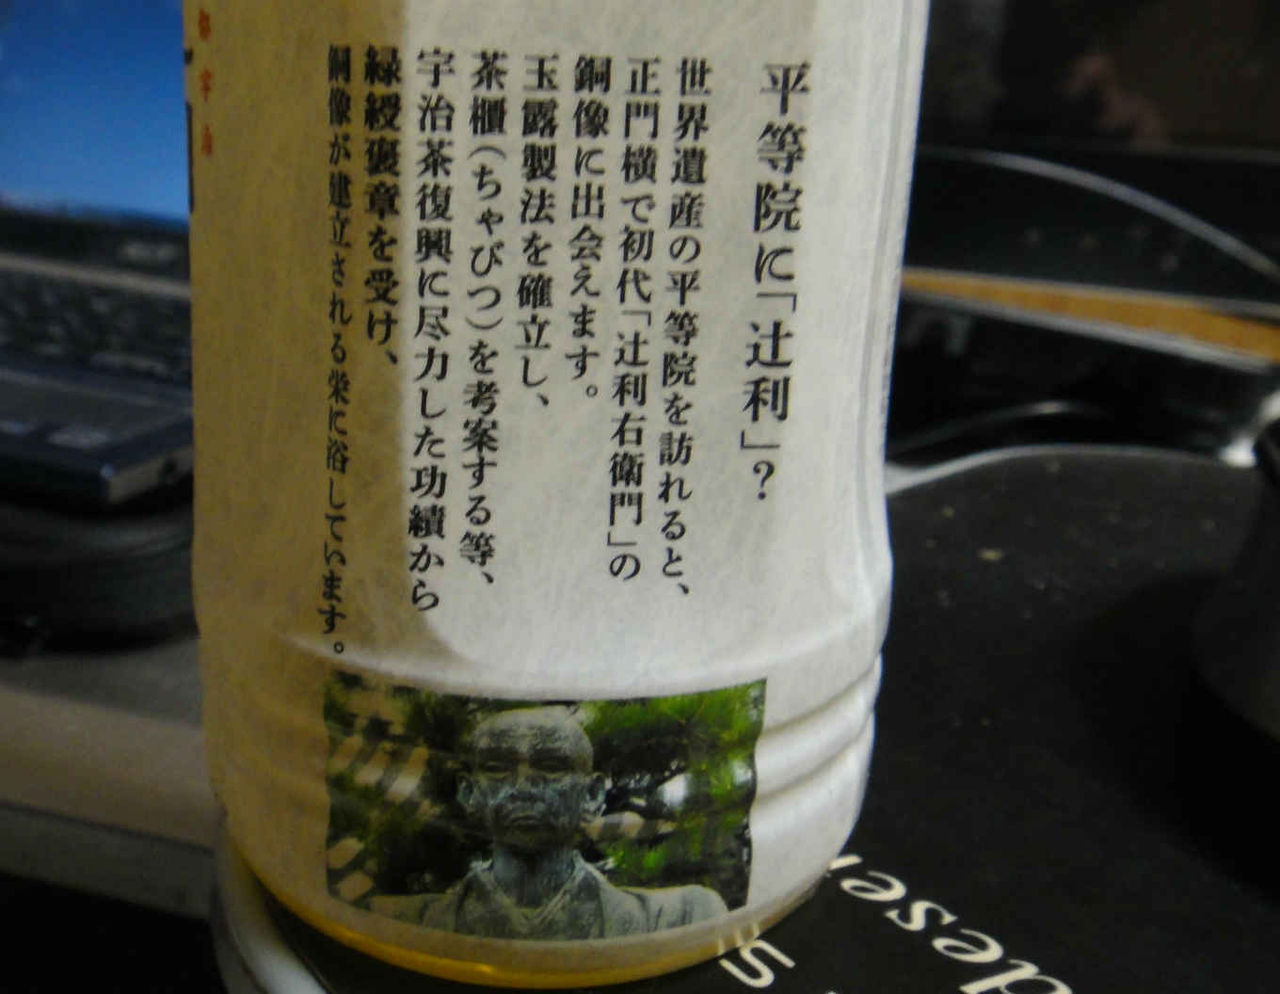 平等院に「辻利」?
世界遺産の平等院を訪れると、
正門横で初代「辻利右衛門」の
銅像に出会えます。
玉露製法を確立し、
茶櫃(ちゃびつ)を考案する等、
宇治茶復興に尽力した功績から
緑綬褒章を受け、
銅像が建立される栄に浴しています。